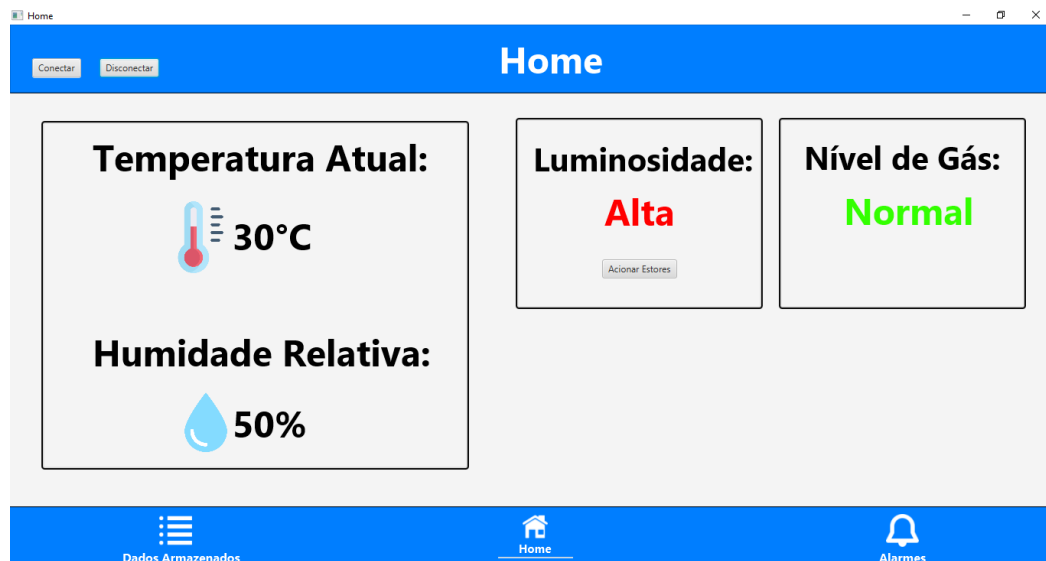 Home
Home
Conectar
Disconectar
Temperatura Atual:
30°C
Humidade Relativa:
50%
Luminosidade:
Alta
Acionar Estores
Nível de Gás:
Normal
Dados Armazenados
Home
Alarmes